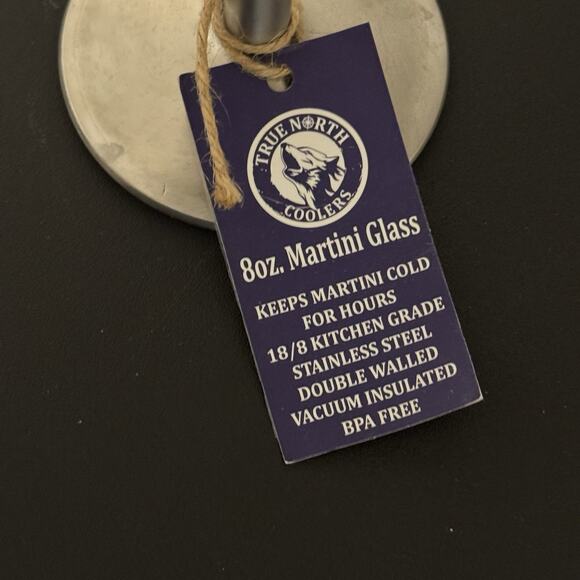 TRUE NORTH
COOLERS
8oz. Martini Glass
KEEPS MARTINI COLD
FOR HOURS
18/8 KITCHEN GRADE
STAINLESS STEEL
DOUBLE WALLED
VACUUM INSULATED
BPA FREE